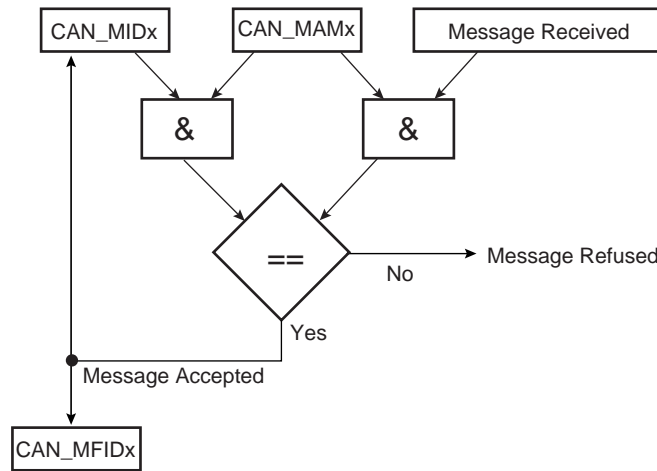 CAN_MIDx
CAN_MAMx
Message Received
&
&
==
No
Message Refused
Yes
Message Accepted
CAN_MFIDx